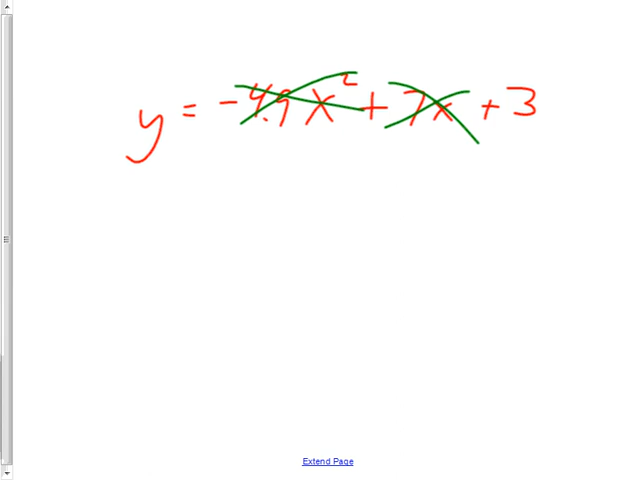 y = -4.9x² + 7x + 3
Extend Page